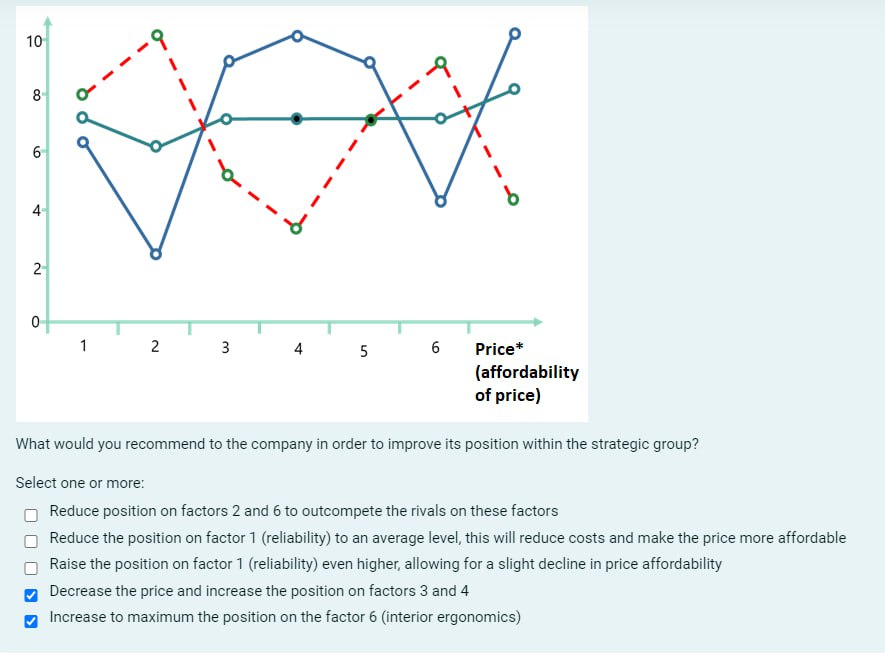 10
8
6
4
2
0
1 2 3 4 5 6 Price*
(affordability
of price)
What would you recommend to the company in order to improve its position within the strategic group?
Select one or more:
Reduce position on factors 2 and 6 to outcompete the rivals on these factors
Reduce the position on factor 1 (reliability) to an average level, this will reduce costs and make the price more affordable
Raise the position on factor 1 (reliability) even higher, allowing for a slight decline in price affordability
Decrease the price and increase the position on factors 3 and 4
Increase to maximum the position on the factor 6 (interior ergonomics)